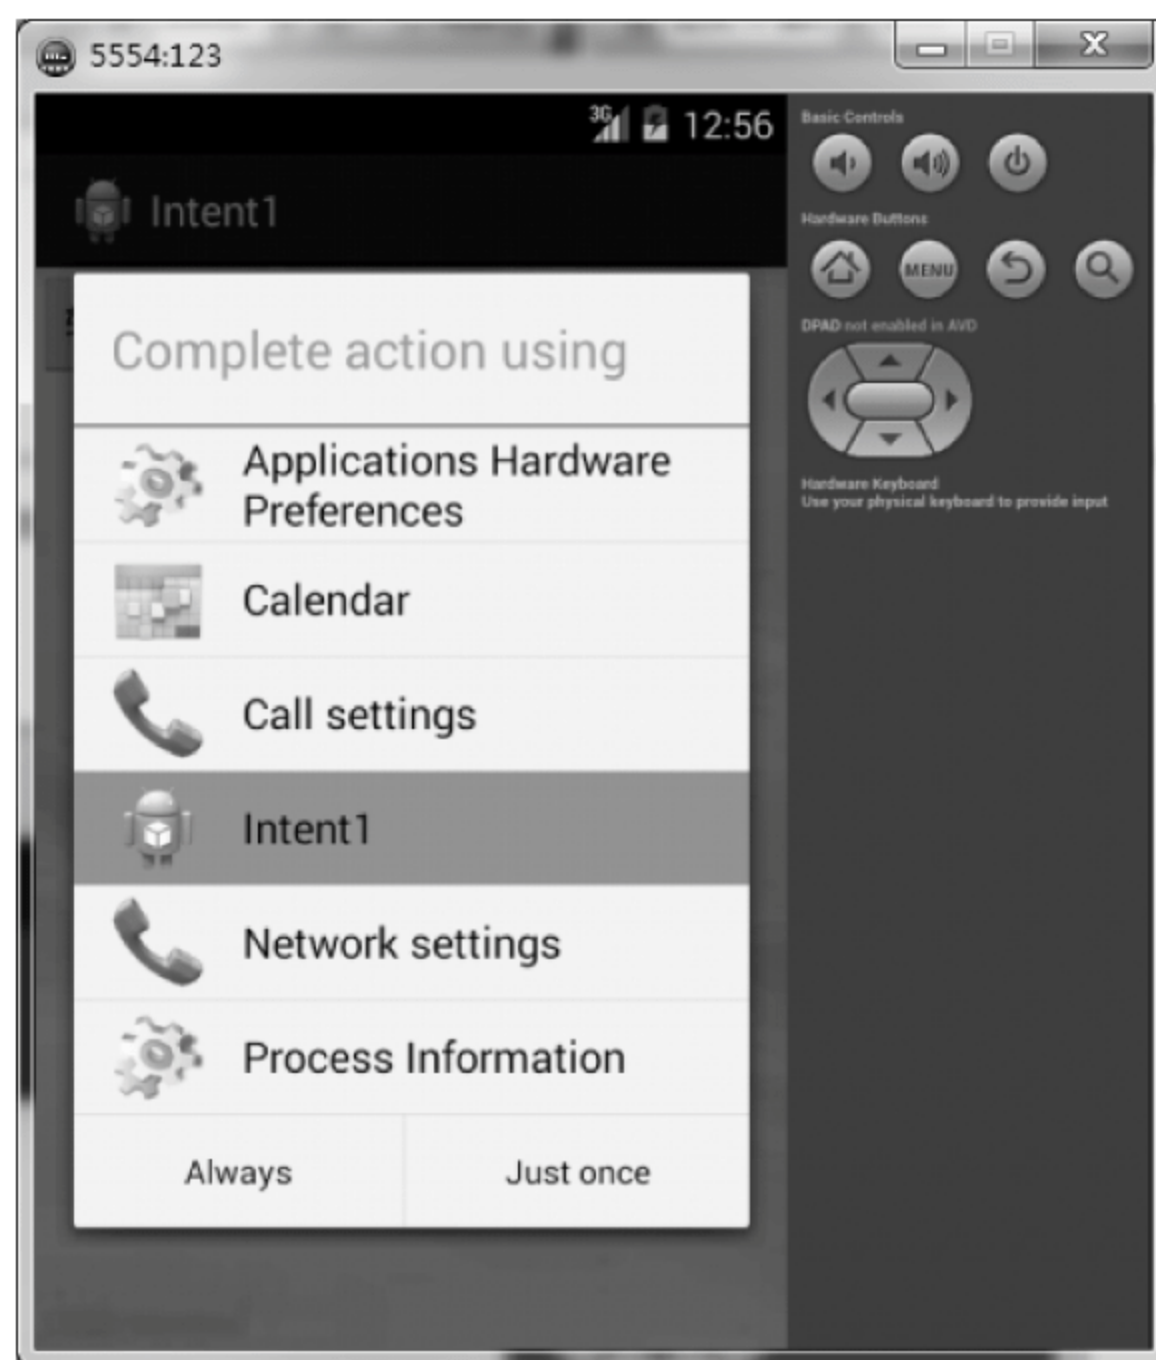 5554:123
3G 12:56
Intent1
Complete action using
Applications Hardware
Preferences
Calendar
Call settings
Intent1
Network settings
Process Information
Always
Just once
Basic Controls
Hardware Buttons
MENU
DPAD not enabled in AVD
Hardware Keyboard
Use your physical keyboard to provide input